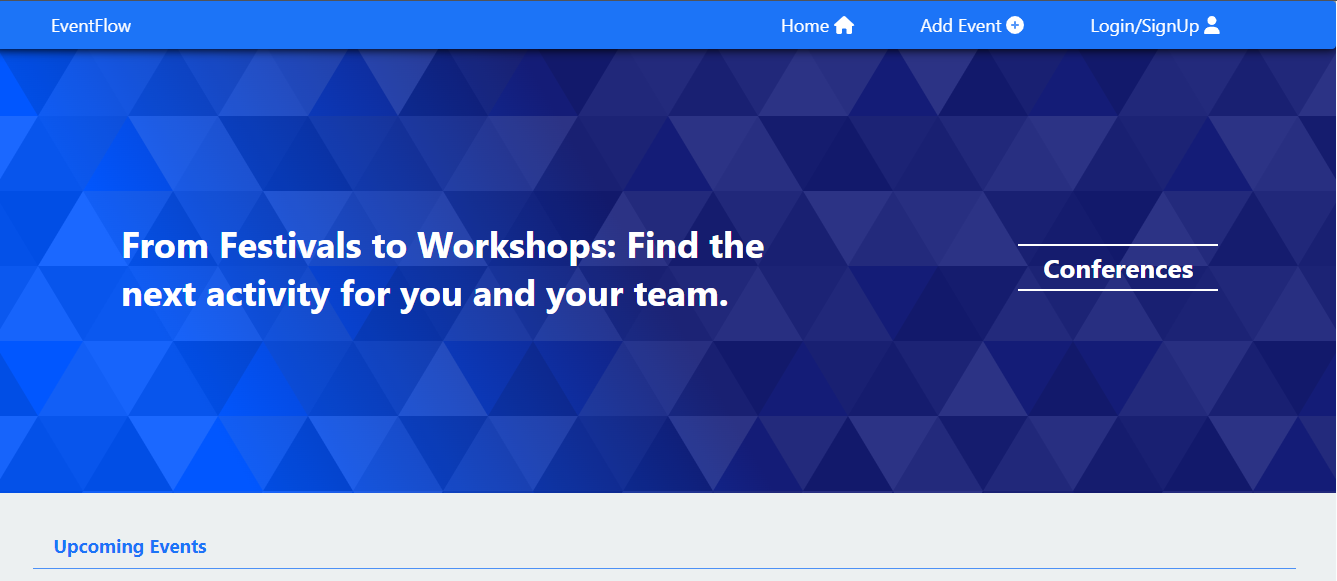 EventFlow
Home
Add Event
Login/SignUp
From Festivals to Workshops: Find the
next activity for you and your team.
Conferences
Upcoming Events